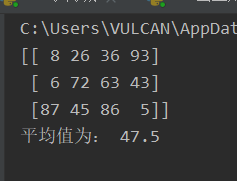 C:\Users\VULCAN\AppDat
[[ 8 26 36 93]
[ 6 72 63 43]
[87 45 86  5]]
平均值为： 47.5